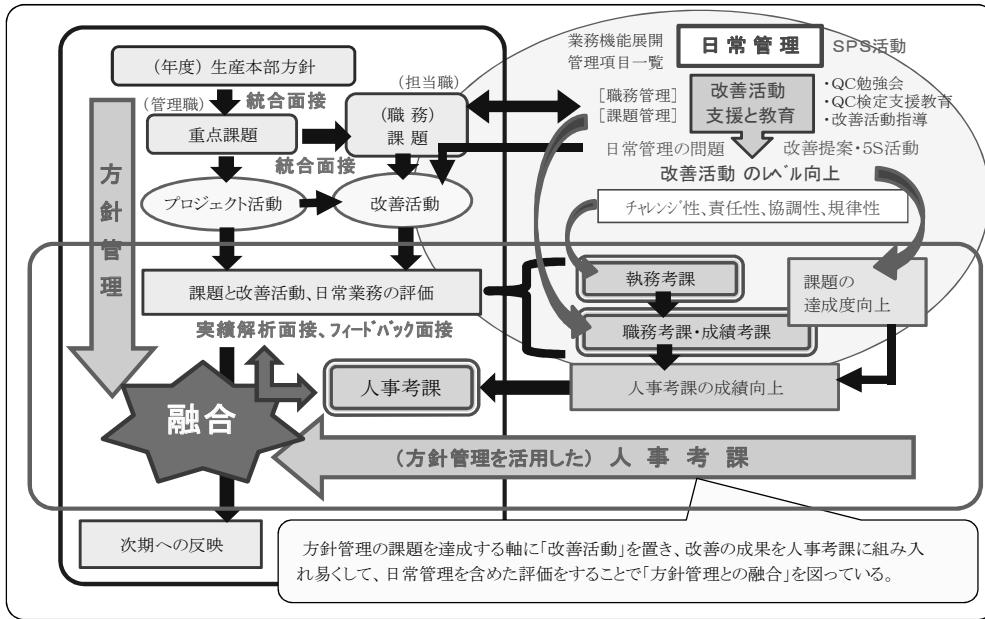 業務機能展開
管理項目一覧
日常管理
SPS活動
(年度) 生産本部方針
(担当職)
(管理職)
統合面接
重点課題
(職務)
課題
統合面接
[職務管理]
[課題管理]
改善活動
支援と教育
・QC勉強会
・QC検定支援教育
・改善活動指導
日常管理の問題
改善提案・5S活動
改善活動 のレベル向上
方針管理
プロジェクト活動
改善活動
チャレンジ性、責任性、協調性、規律性
課題と改善活動、日常業務の評価
実績解析面接、フィードバック面接
執務考課
職務考課・成績考課
課題の
達成度向上
人事考課
人事考課の成績向上
融合
(方針管理を活用した) 人 事 考 課
次期への反映
方針管理の課題を達成する軸に「改善活動」を置き、改善の成果を人事考課に組み入
れ易くして、日常管理を含めた評価をすることで「方針管理との融合」を図っている。